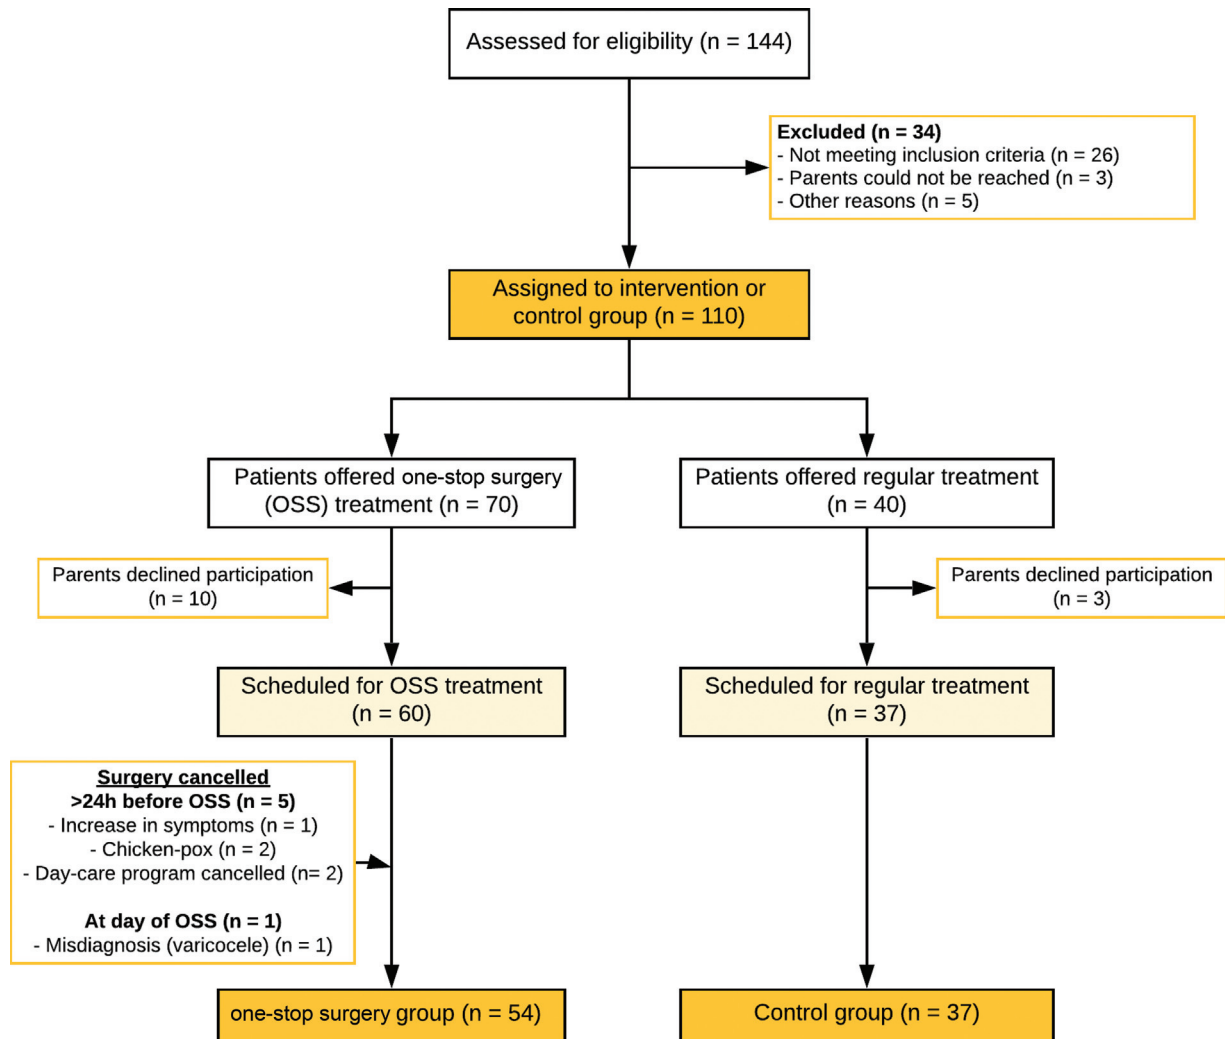 Assessed for eligibility (n = 144)
Excluded (n = 34)
- Not meeting inclusion criteria (n = 26)
- Parents could not be reached (n = 3)
- Other reasons (n = 5)
Assigned to intervention or
control group (n = 110)
Patients offered one-stop surgery
(OSS) treatment (n = 70)
Patients offered regular treatment
(n = 40)
Parents declined participation
(n = 10)
Parents declined participation
(n = 3)
Scheduled for OSS treatment
(n = 60)
Scheduled for regular treatment
(n = 37)
Surgery cancelled
>24h before OSS (n = 5)
- Increase in symptoms (n = 1)
- Chicken-pox (n = 2)
- Day-care program cancelled (n= 2)
At day of OSS (n = 1)
- Misdiagnosis (varicocele) (n = 1)
one-stop surgery group (n = 54)
Control group (n = 37)